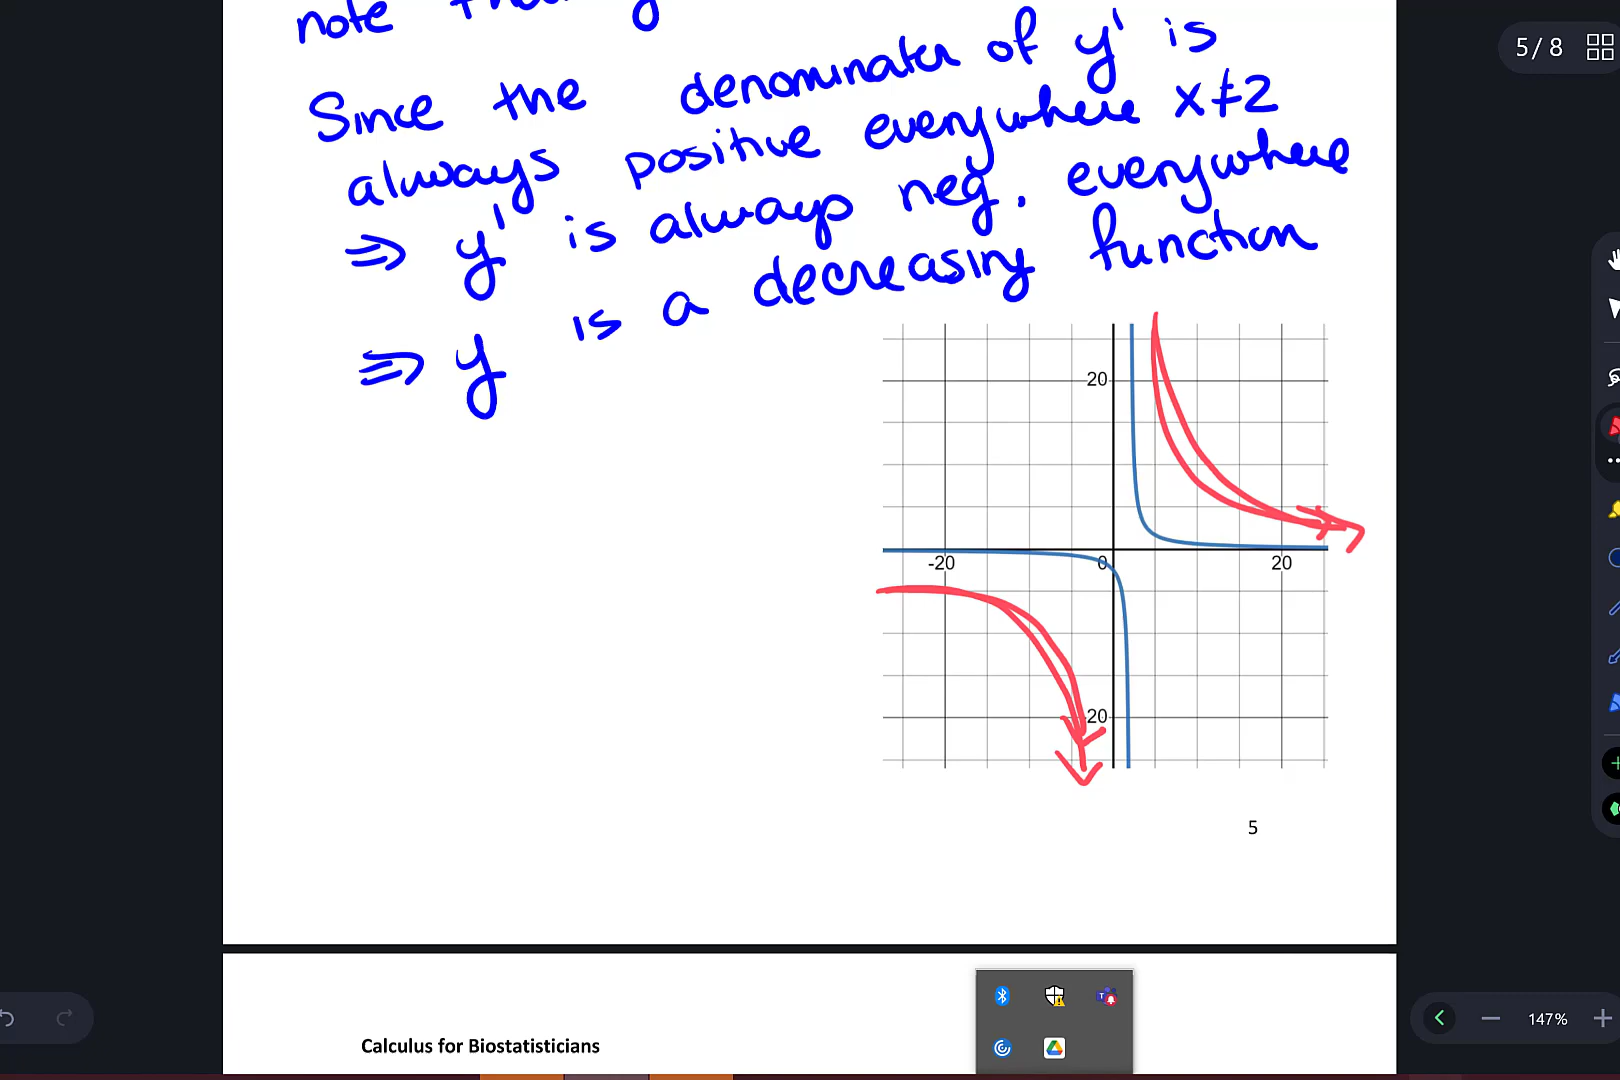 note
Since the denominator of y' is
always positive everywhere x≠2
⇒ y' is always neg. everywhere
⇒ y is a decreasing function
20
-20 0 20
20
5
Calculus for Biostatisticians
5/8
147%